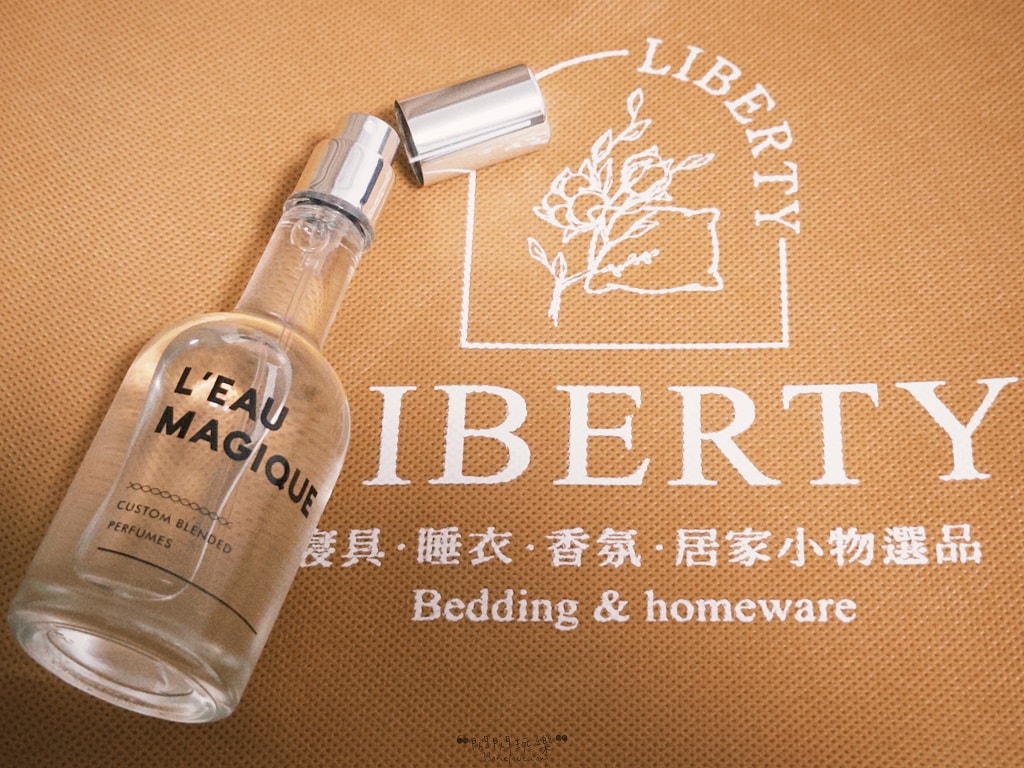 LIBERTY
L'EAU
MAGIQUE
CUSTOM BLENDED
PERFUMES
IBERTY
寢具·睡衣·香氛·居家小物選品
Bedding & homeware